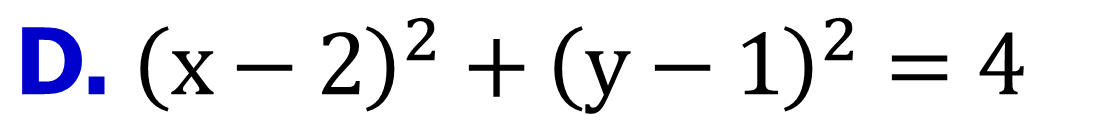 D. (x − 2)² + (y − 1)² = 4